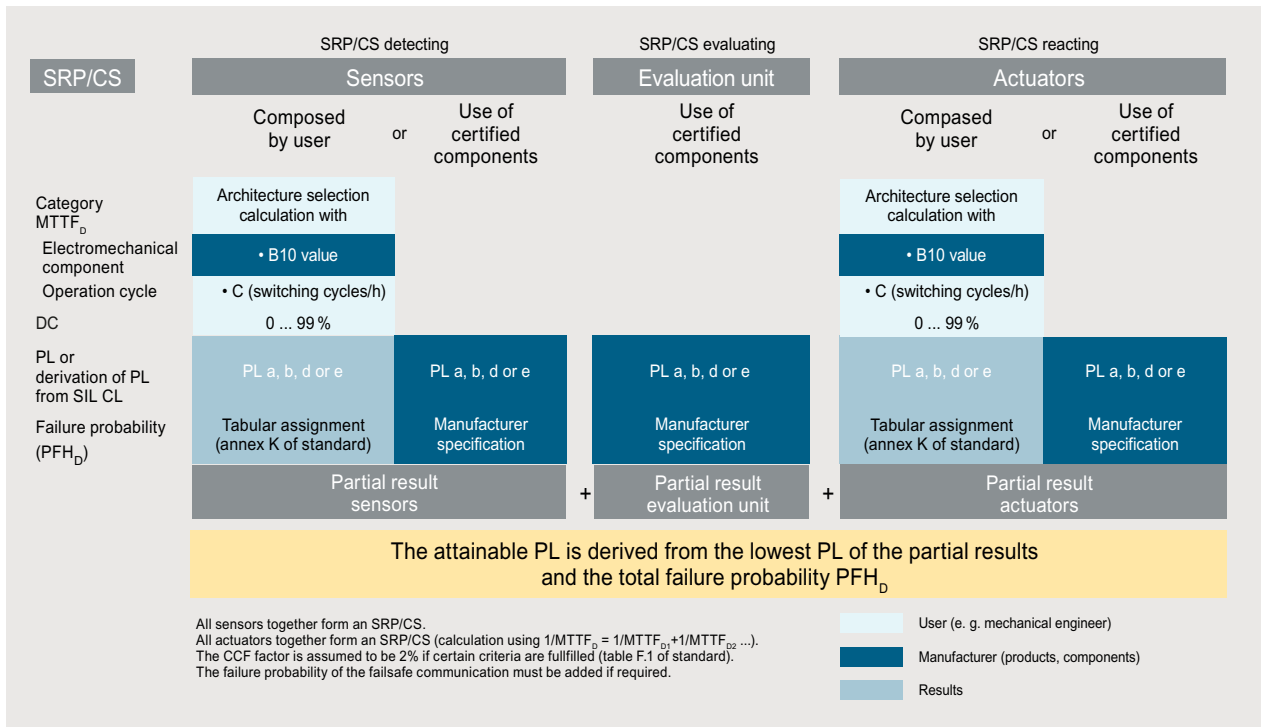 SRP/CS detecting
SRP/CS evaluating
SRP/CS reacting
SRP/CS
Sensors
Evaluation unit
Actuators
Composed
by user
or
Use of
certified
components
Use of
certified
components
Compased
by user
or
Use of
certified
components
Category
MTTF_D
Architecture selection
calculation with
Architecture selection
calculation with
Electromechanical
component
• B10 value
• B10 value
Operation cycle
• C (switching cycles/h)
• C (switching cycles/h)
DC
0 ... 99 %
0 ... 99 %
PL or
derivation of PL
from SIL CL
PL a, b, d or e
PL a, b, d or e
PL a, b, d or e
PL a, b, d or e
PL a, b, d or e
Failure probability
(PFH_D)
Tabular assignment
(annex K of standard)
Manufacturer
specification
Manufacturer
specification
Tabular assignment
(annex K of standard)
Manufacturer
specification
Partial result
sensors
+
Partial result
evaluation unit
+
Partial result
actuators
The attainable PL is derived from the lowest PL of the partial results
and the total failure probability PFH_D
All sensors together form an SRP/CS.
All actuators together form an SRP/CS (calculation using 1/MTTF_D = 1/MTTF_D1+1/MTTF_D2 ...).
The CCF factor is assumed to be 2% if certain criteria are fullfilled (table F.1 of standard).
The failure probability of the failsafe communication must be added if required.
User (e. g. mechanical engineer)
Manufacturer (products, components)
Results